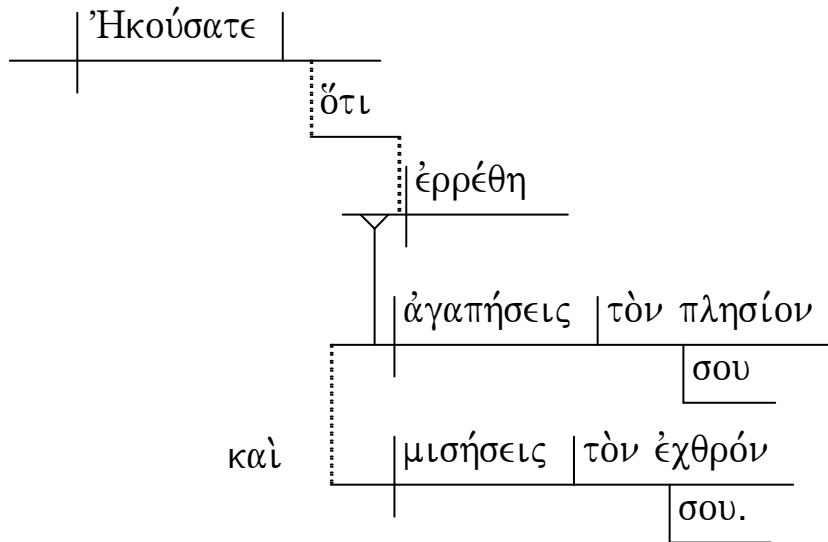 Ἠκούσατε
ὅτι
ἐρρέθη
ἀγαπήσεις τὸν πλησίον
σου
καὶ μισήσεις τὸν ἐχθρόν
σου.